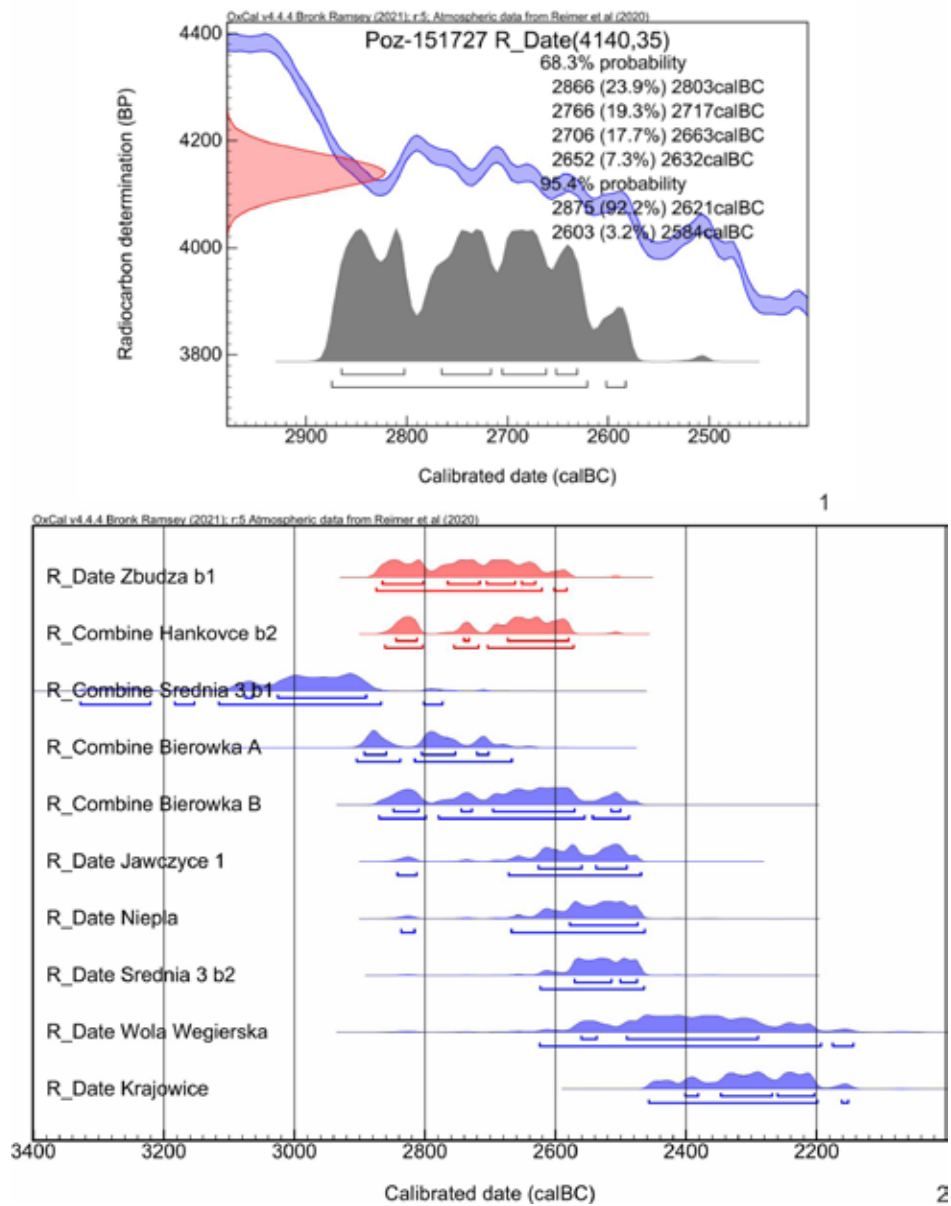 OxCal v4.4.4 Bronk Ramsey (2021); r:5; Atmospheric data from Reimer et al (2020)
Poz-151727 R_Date(4140,35)
68.3% probability
2866 (23.9%) 2803calBC
2766 (19.3%) 2717calBC
2706 (17.7%) 2663calBC
2652 (7.3%) 2632calBC
95.4% probability
2875 (92.2%) 2621calBC
2603 (3.2%) 2584calBC
Radiocarbon determination (BP)
4400
4200
4000
3800
2900 2800 2700 2600 2500
Calibrated date (calBC)
1
OxCal v4.4.4 Bronk Ramsey (2021); r:5 Atmospheric data from Reimer et al (2020)
R_Date Zbudza b1
R_Combine Hankovce b2
R_Combine Srednia 3 b1
R_Combine Bierowka A
R_Combine Bierowka B
R_Date Jawczyce 1
R_Date Niepla
R_Date Srednia 3 b2
R_Date Wola Wegierska
R_Date Krajowice
3400 3200 3000 2800 2600 2400 2200
Calibrated date (calBC)
2